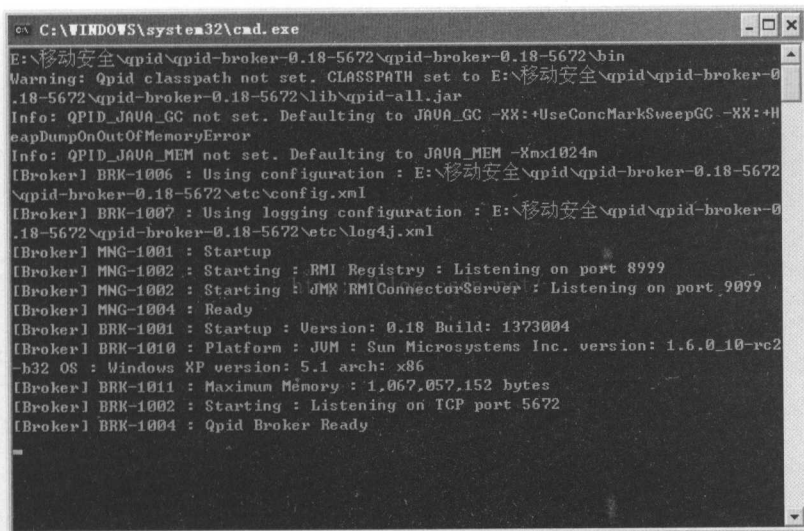 C:\WINDOWS\system32\cmd.exe
E:\移动安全\qpid\qpid-broker-0.18-5672\qpid-broker-0.18-5672\bin
Warning: Qpid classpath not set. CLASSPATH set to E:\移动安全\qpid\qpid-broker-0
.18-5672\qpid-broker-0.18-5672\lib\qpid-all.jar
Info: QPID_JAVA_GC not set. Defaulting to JAVA_GC -XX:+UseConcMarkSweepGC -XX:+H
eapDumpOnOutOfMemoryError
Info: QPID_JAVA_MEM not set. Defaulting to JAVA_MEM -Xmx1024m
[Broker] BRK-1006 : Using configuration : E:\移动安全\qpid\qpid-broker-0.18-5672
\qpid-broker-0.18-5672\etc\config.xml
[Broker] BRK-1007 : Using logging configuration : E:\移动安全\qpid\qpid-broker-0
.18-5672\qpid-broker-0.18-5672\etc\log4j.xml
[Broker] MNG-1001 : Startup
[Broker] MNG-1002 : Starting : RMI Registry : Listening on port 8999
[Broker] MNG-1002 : Starting : JMX RMIConnectorServer : Listening on port 9099
[Broker] MNG-1004 : Ready
[Broker] BRK-1001 : Startup : Version: 0.18 Build: 1373004
[Broker] BRK-1010 : Platform : JVM : Sun Microsystems Inc. version: 1.6.0_10-rc2
-b32 OS : Windows XP version: 5.1 arch: x86
[Broker] BRK-1011 : Maximum Memory : 1,067,057,152 bytes
[Broker] BRK-1002 : Starting : Listening on TCP port 5672
[Broker] BRK-1004 : Qpid Broker Ready